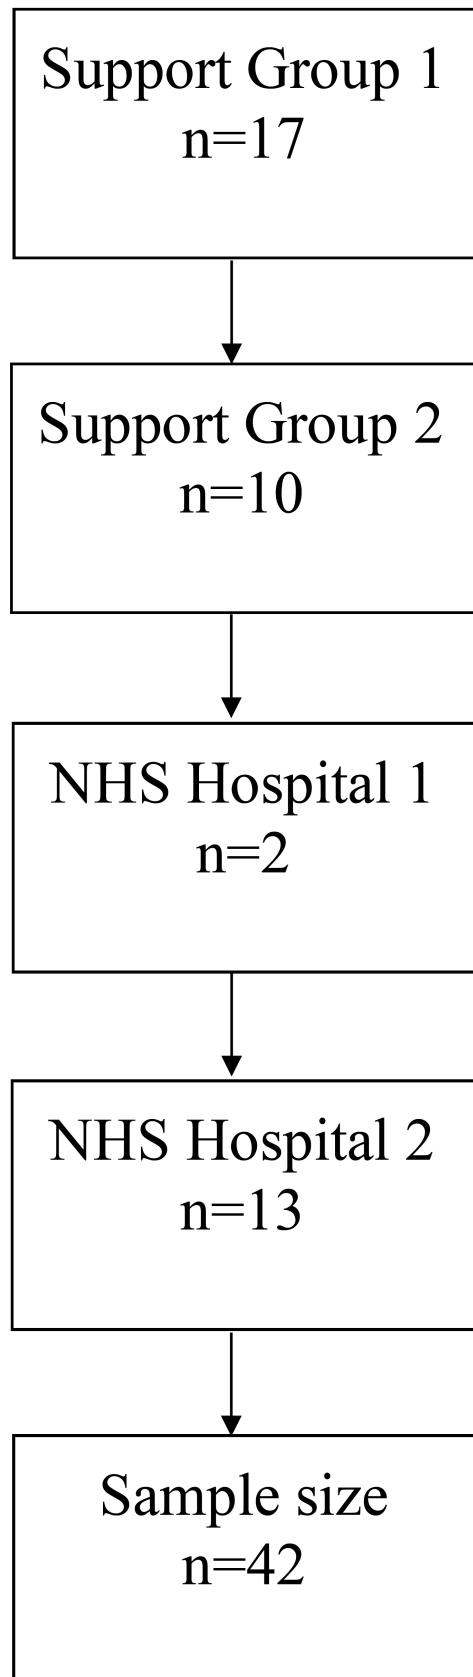 Support Group 1
n=17
Support Group 2
n=10
NHS Hospital 1
n=2
NHS Hospital 2
n=13
Sample size
n=42